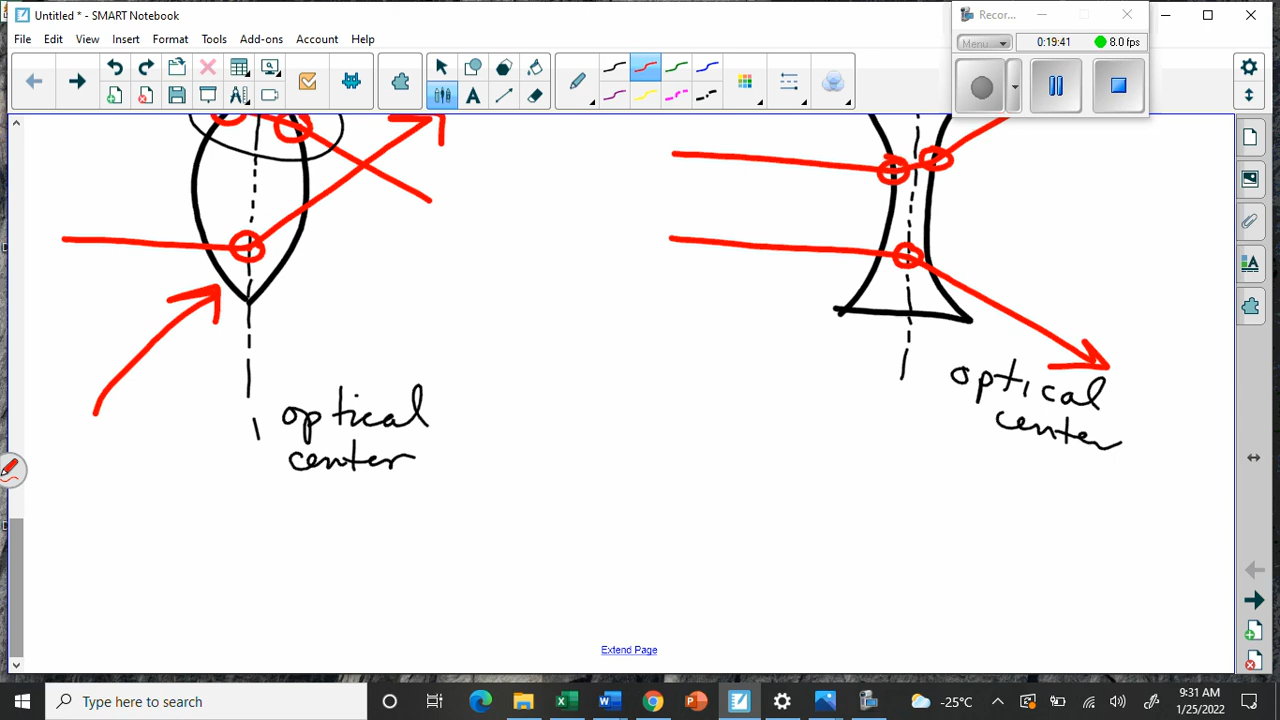 Untitled * - SMART Notebook
Recor...
File Edit View Insert Format Tools Add-ons Account Help
Menu
0:19:41
8.0 fps
optical
center
optical
center
Extend Page
Type here to search
-25°C
9:31 AM
1/25/2022